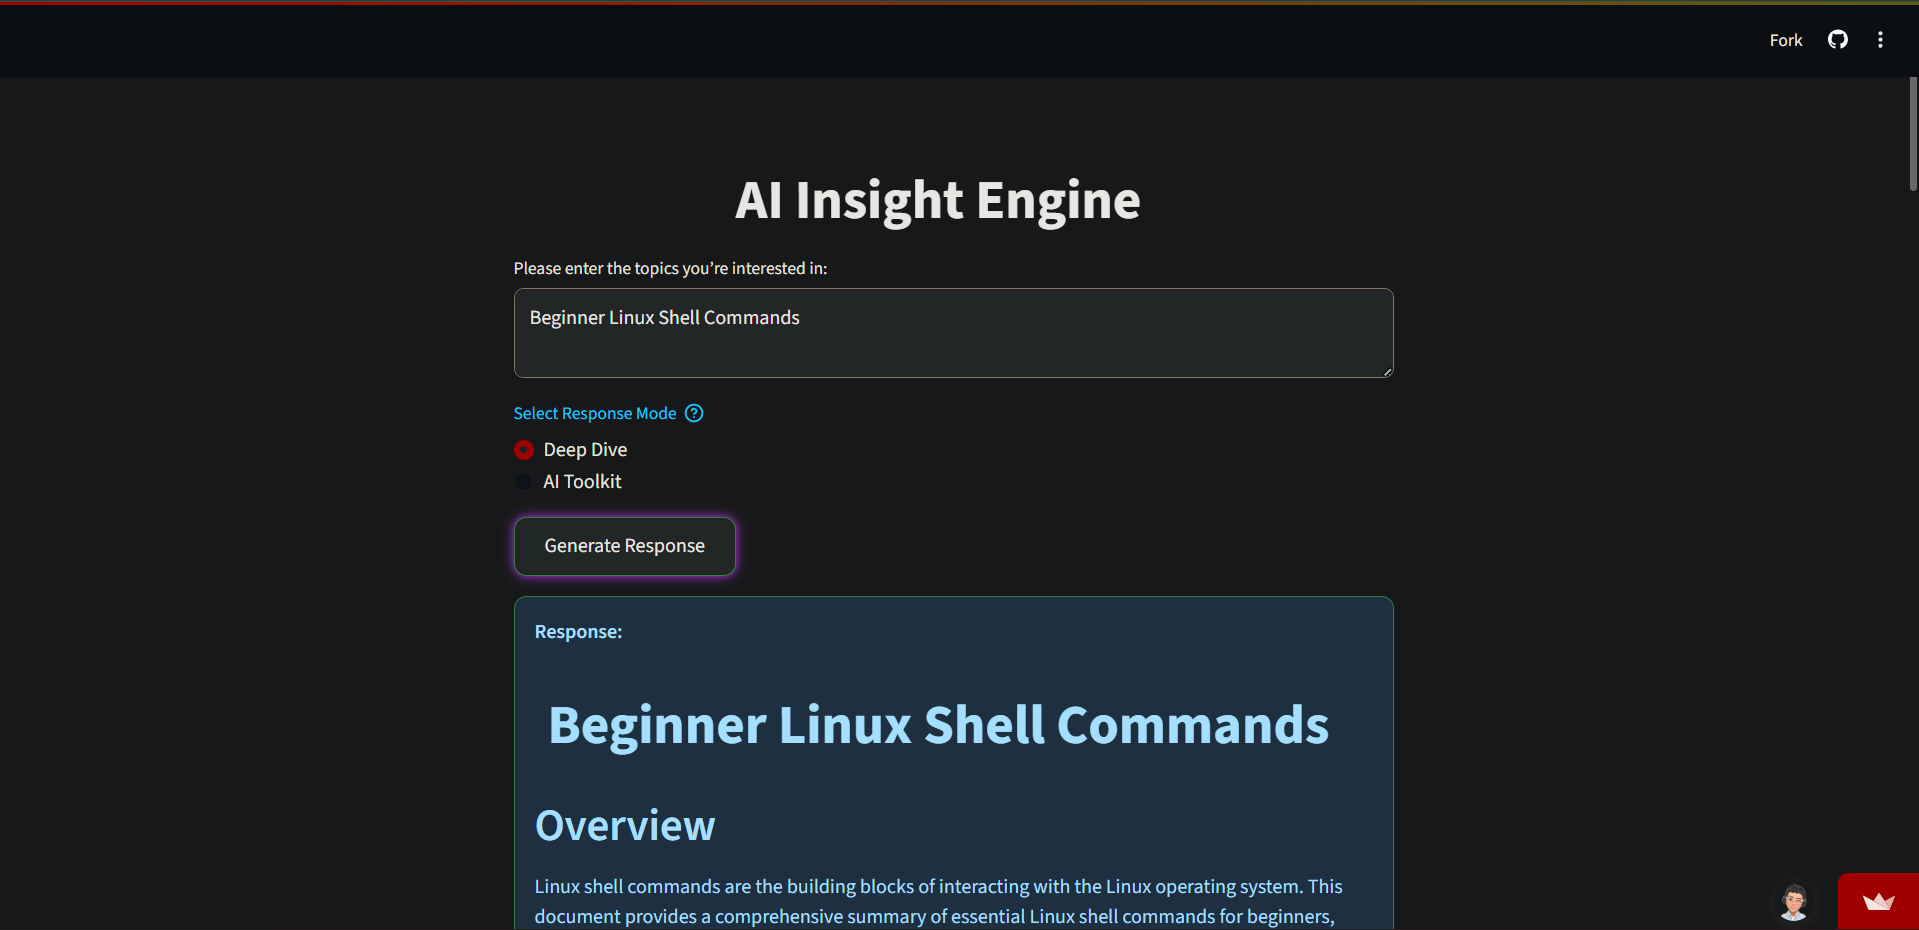 Fork
AI Insight Engine
Please enter the topics you’re interested in:
Beginner Linux Shell Commands
Select Response Mode
Deep Dive
AI Toolkit
Generate Response
Response:
Beginner Linux Shell Commands
Overview
Linux shell commands are the building blocks of interacting with the Linux operating system. This
document provides a comprehensive summary of essential Linux shell commands for beginners,